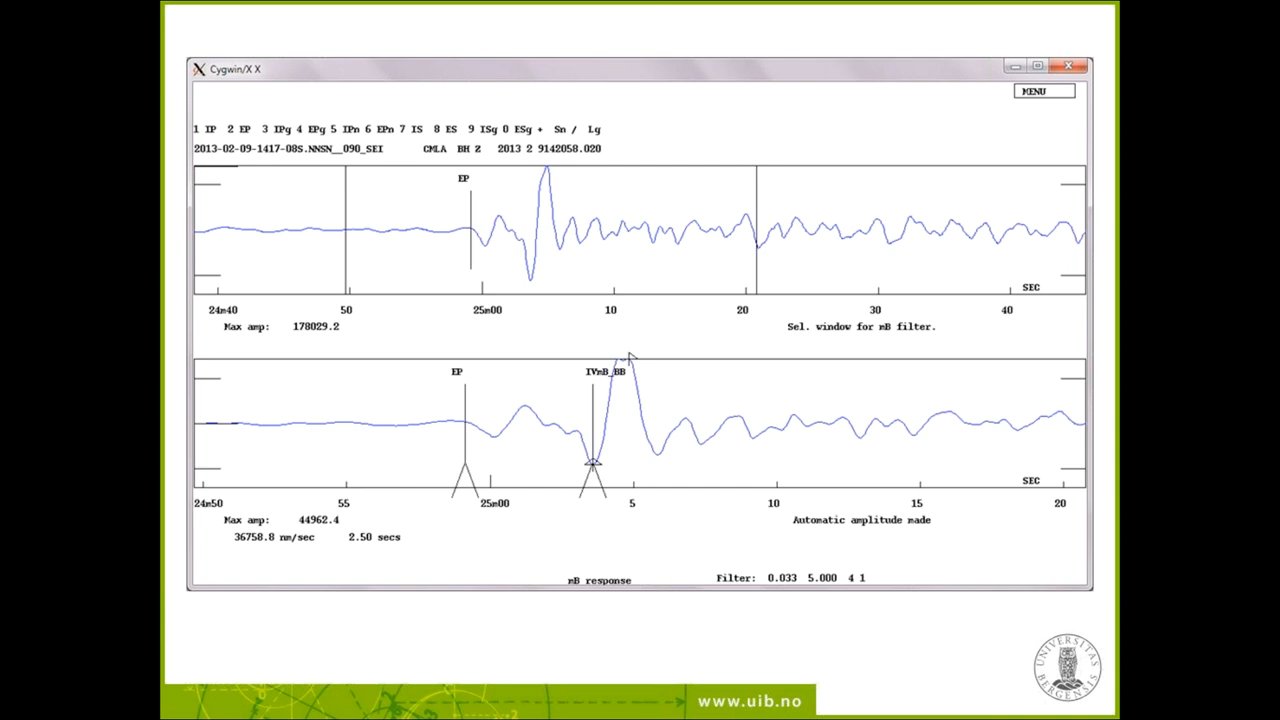 Cygwin/X X
MENU
1 IP 2 EP 3 IPg 4 EPg 5 IPn 6 EPn 7 IS 8 ES 9 ISg 0 ESg + Sn / Lg
2013-02-09-1417-08S.NNSN__090_SEI CMLA BH Z 2013 2 9142058.020
EP
SEC
24m40 50 25m00 10 20 30 40
Max amp: 178029.2 Sel. window for mB filter.
EP IVmB_BB
SEC
24m50 55 25m00 5 10 15 20
Max amp: 44962.4 Automatic amplitude made
36758.8 nm/sec 2.50 secs
mB response Filter: 0.033 5.000 4 1
UNIVERSITAS BERGENSIS
www.uib.no